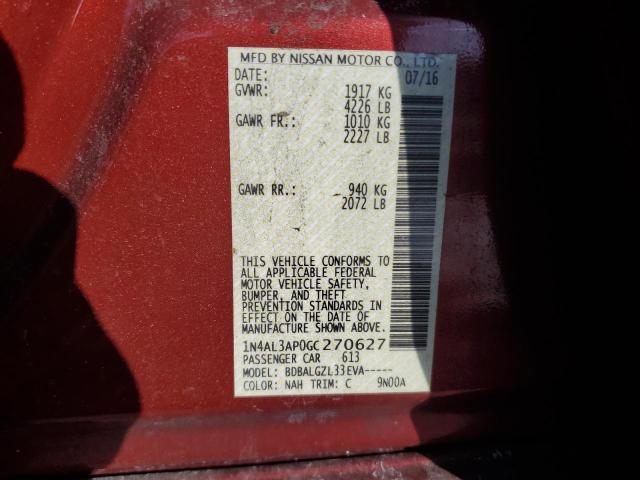 MFD BY NISSAN MOTOR CO., LTD.
DATE: 07/16
GVWR: 1917 KG
4226 LB
GAWR FR.: 1010 KG
2227 LB
GAWR RR.: 940 KG
2072 LB
THIS VEHICLE CONFORMS TO
ALL APPLICABLE FEDERAL
MOTOR VEHICLE SAFETY,
BUMPER, AND THEFT
PREVENTION STANDARDS IN
EFFECT ON THE DATE OF
MANUFACTURE SHOWN ABOVE.
1N4AL3AP0GC270627
PASSENGER CAR 613
MODEL: BDBALGZL33EVA-----
COLOR: NAH TRIM: C 9N00A